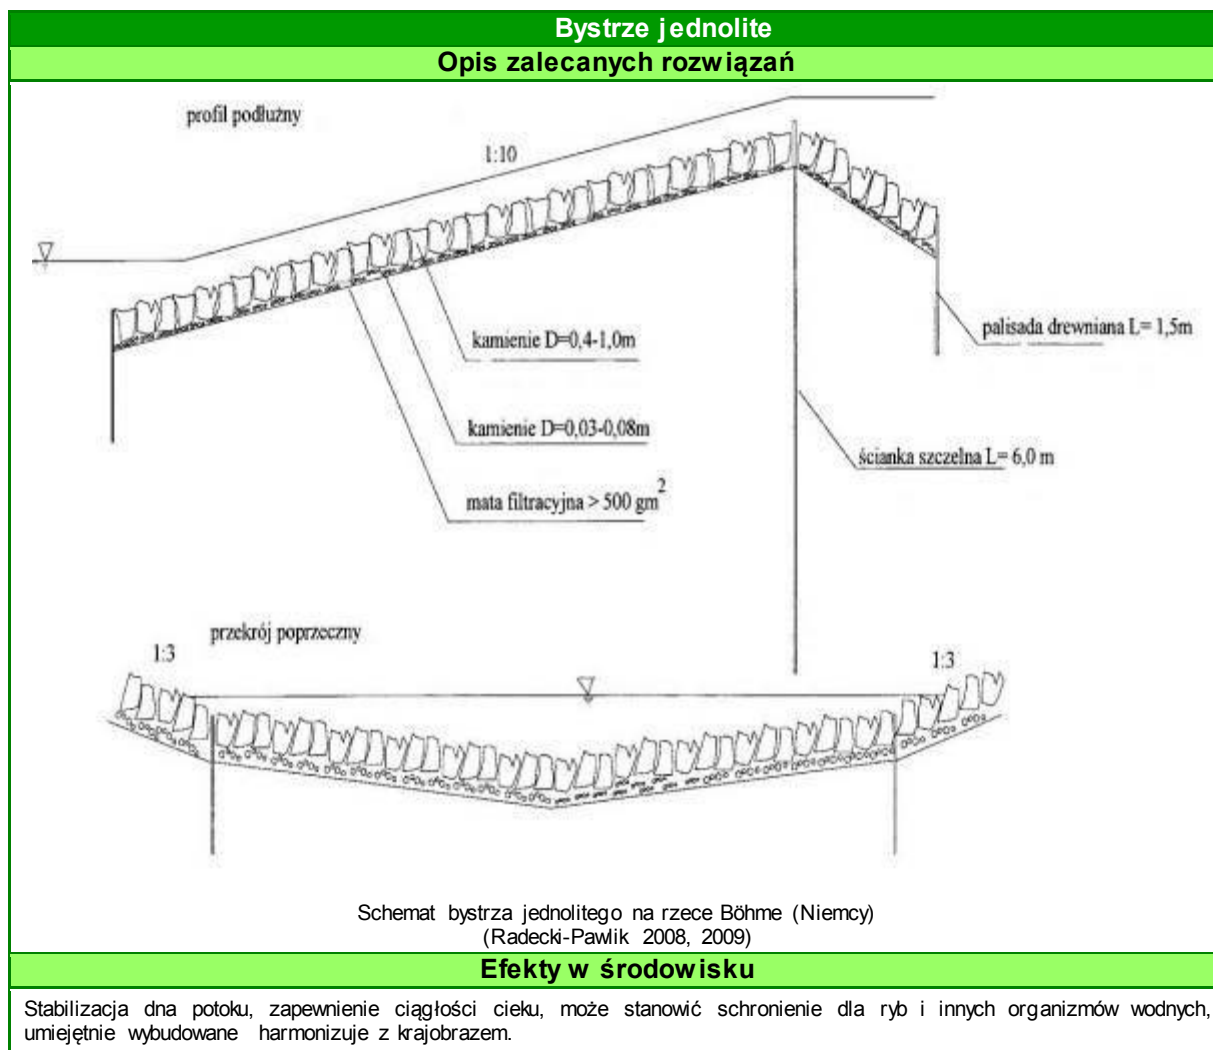 Bystrze jednolite
Opis zalecanych rozwiązań
profil podłużny
1:10
kamienie D=0,4-1,0m
palisada drewniana L= 1,5m
kamienie D=0,03-0,08m
ścianka szczelna L= 6,0 m
mata filtracyjna > 500 gm²
przekrój poprzeczny
1:3
1:3
Schemat bystrza jednolitego na rzece Böhme (Niemcy)
(Radecki-Pawlik 2008, 2009)
Efekty w środowisku
Stabilizacja dna potoku, zapewnienie ciągłości cieku, może stanowić schronienie dla ryb i innych organizmów wodnych,
umiejętnie wybudowane harmonizuje z krajobrazem.